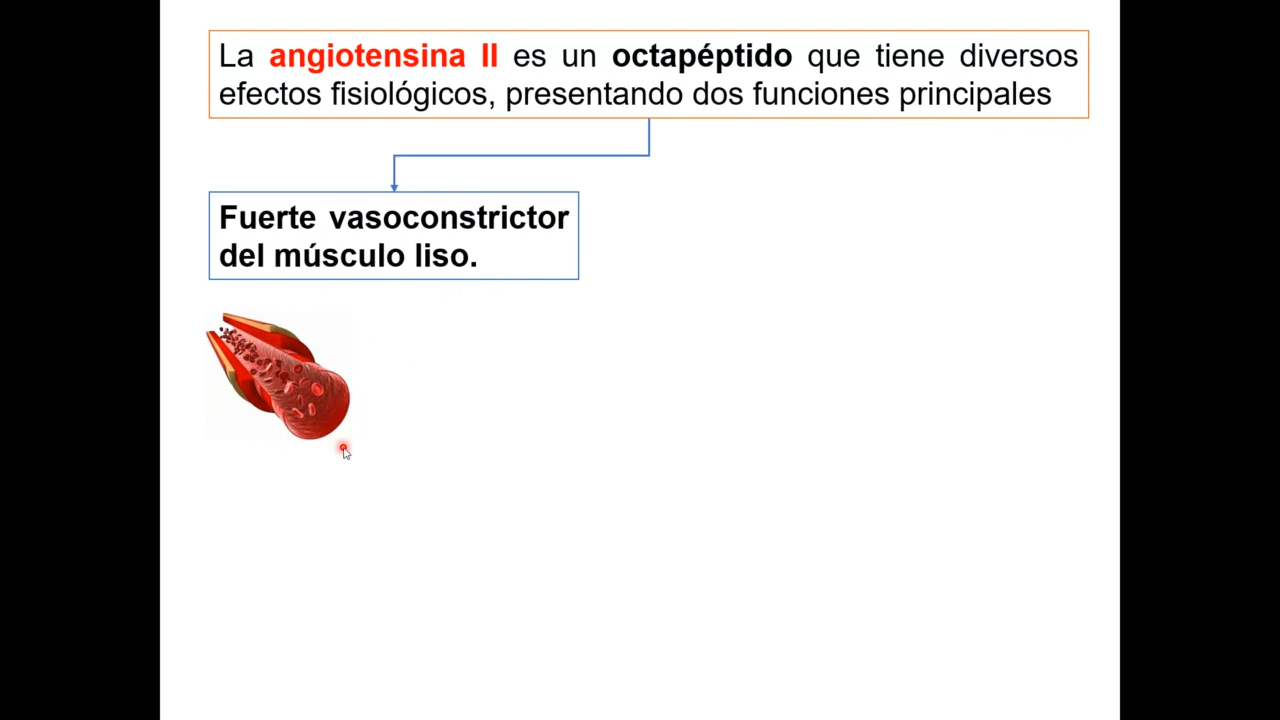 La angiotensina II es un octapéptido que tiene diversos
efectos fisiológicos, presentando dos funciones principales
Fuerte vasoconstrictor
del músculo liso.